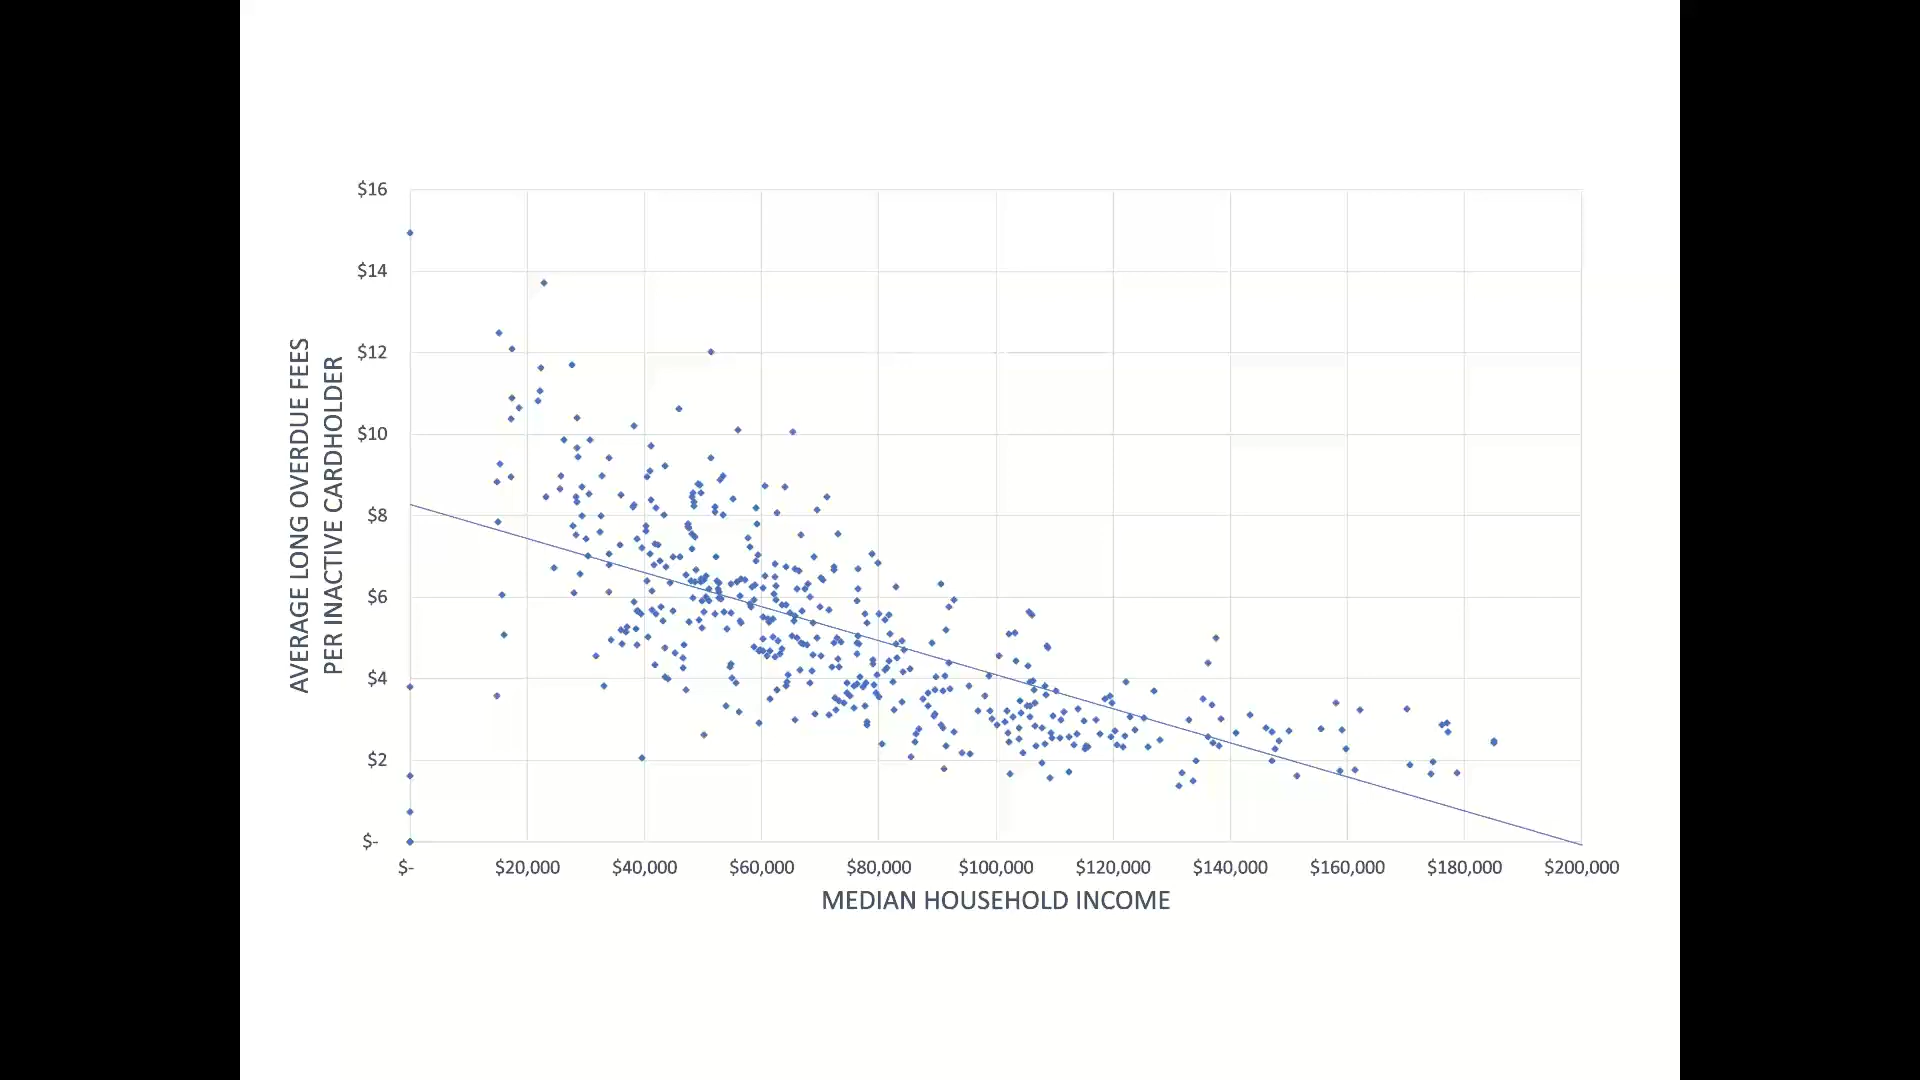 $16
$14
$12
$10
$8
$6
$4
$2
$-
AVERAGE LONG OVERDUE FEES
PER INACTIVE CARDHOLDER
$- $20,000 $40,000 $60,000 $80,000 $100,000 $120,000 $140,000 $160,000 $180,000 $200,000
MEDIAN HOUSEHOLD INCOME